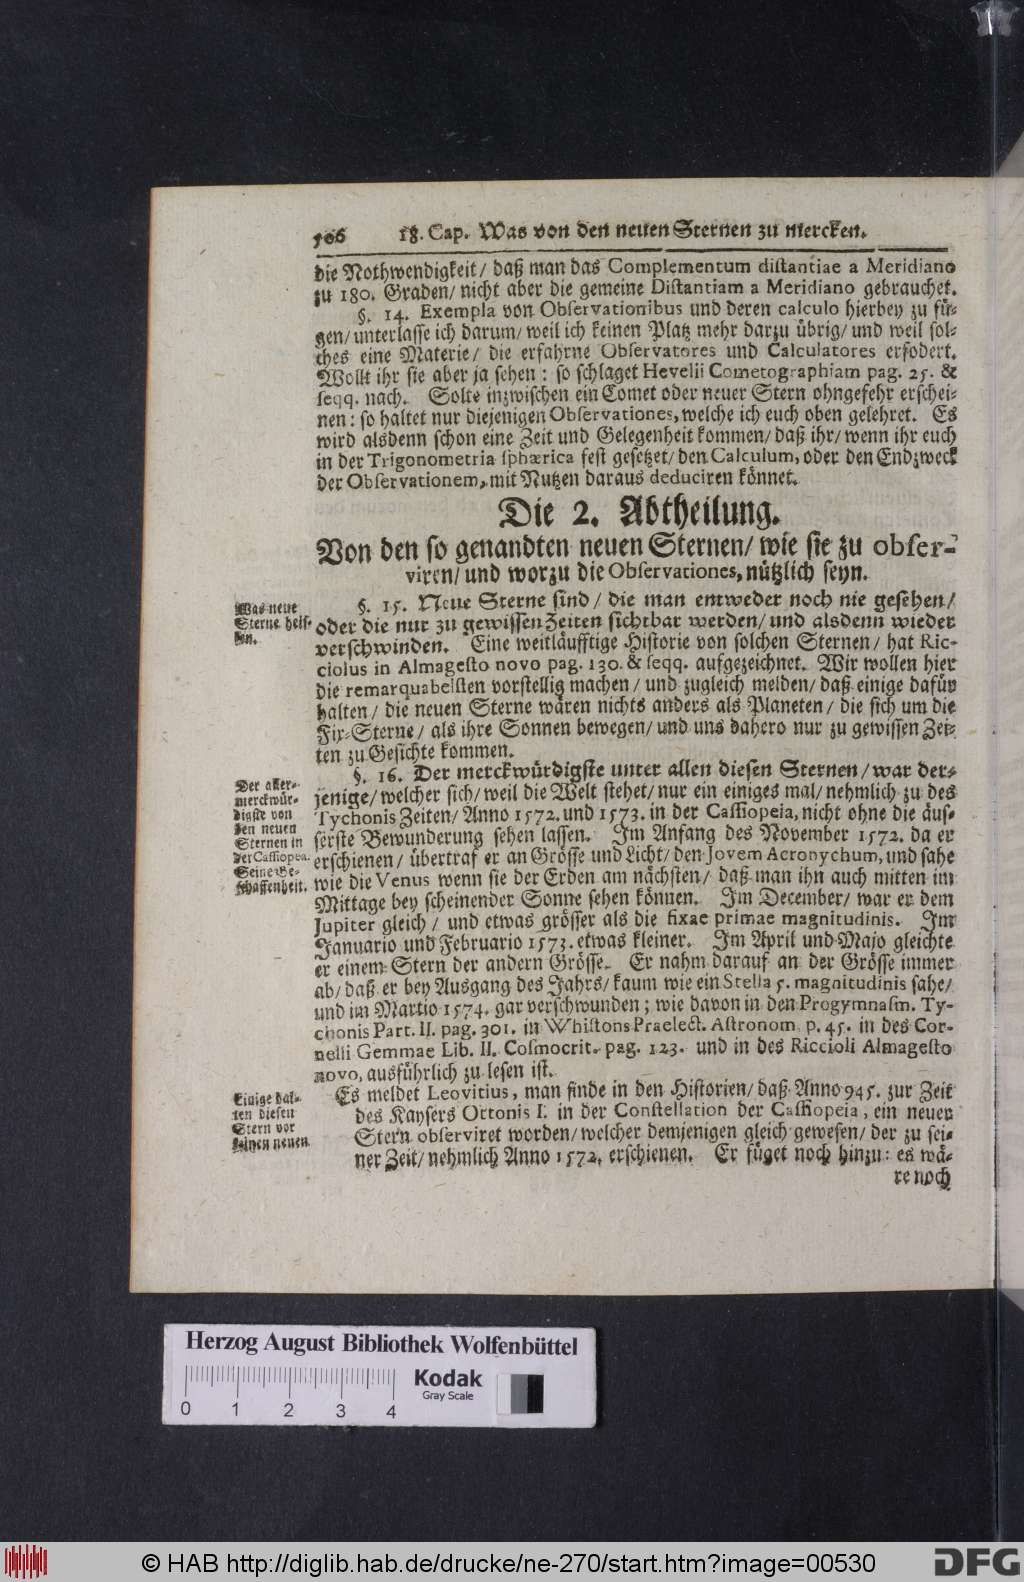 506 18. Cap. Was von den neuen Sternen zu mercken.
die Nothwendigkeit/ daß man das Complementum distantiae a Meridiano
zu 180. Graden/ nicht aber die gemeine Distantiam a Meridiano gebrauchet.
§. 14. Exempla von Observationibus und deren calculo hierbey zu fü-
gen/ unterlasse ich darum/ weil ich keinen Platz mehr darzu übrig/ und weil sol-
ches eine Materie/ die erfahrne Observatores und Calculatores erfodert.
Wollt ihr sie aber ja sehen: so schlaget Hevelii Cometographiam pag. 25. &
seqq. nach. Solte inzwischen ein Comet oder neuer Stern ohngefehr erschei-
nen: so haltet nur diejenigen Observationes, welche ich euch oben gelehret. Es
wird alsdenn schon eine Zeit und Gelegenheit kommen/ daß ihr/ wenn ihr euch
in der Trigonometria sphærica fest gesetzet/ den Calculum, oder den Endzweck
der Observationem, mit Nutzen daraus deduciren könnet.
Die 2. Abtheilung.
Von den so genandten neuen Sternen/ wie sie zu obser-
viren/ und worzu die Observationes, nützlich seyn.
Was neue
Sterne heis-
sen.
§. 15. Neue Sterne sind/ die man entweder noch nie gesehen/
oder die nur zu gewissen Zeiten sichtbar werden/ und alsdenn wieder
verschwinden. Eine weitläufftige Historie von solchen Sternen/ hat Ric-
ciolus in Almagesto novo pag. 130. & seqq. aufgezeichnet. Wir wollen hier
die remarquabelsten vorstellig machen/ und zugleich melden/ daß einige dafür
halten/ die neuen Sterne wären nichts anders als Planeten/ die sich um die
Fix-Sterne/ als ihre Sonnen bewegen/ und uns dahero nur zu gewissen Zei-
ten zu Gesichte kommen.
Der aller-
merckwür-
digste von
den neuen
Sternen in
der Cassiopea.
Seine Be-
schaffenheit.
§. 16. Der merckwürdigste unter allen diesen Sternen/ war der-
jenige/ welcher sich/ weil die Welt stehet/ nur ein einiges mal/ nehmlich zu des
Tychonis Zeiten/ Anno 1572. und 1573. in der Cassiopeia, nicht ohne die äus-
serste Bewunderung sehen lassen. Im Anfang des November 1572. da er
erschienen/ übertraf er an Grösse und Licht/ den Jovem Acronychum, und sahe
wie die Venus wenn sie der Erden am nächsten/ daß man ihn auch mitten im
Mittage bey scheinender Sonne sehen können. Im December/ war er dem
Jupiter gleich/ und etwas grösser als die fixae primae magnitudinis. Im
Januario und Februario 1573. etwas kleiner. Im April und Majo gleichte
er einem Stern der andern Grösse. Er nahm darauf an der Grösse immer
ab/ daß er bey Ausgang des Jahrs/ kaum wie ein Stella 5. magnitudinis sahe/
und im Martio 1574. gar verschwunden; wie davon in den Progymnasm. Ty-
chonis Part. II. pag. 301. in Whistons Praelect. Astronom. p. 45. in des Cor-
nelii Gemmae Lib. II. Cosmocrit. pag. 123. und in des Riccioli Almagesto
novo, ausführlich zu lesen ist.
Einige hal-
ten diesen
Stern vor
keinen neuen.
Es meldet Leovitius, man finde in den Historien/ daß Anno 945. zur Zeit
des Kaysers Ottonis I. in der Constellation der Cassiopeia, ein neuer
Stern observiret worden/ welcher demjenigen gleich gewesen/ der zu sei-
ner Zeit/ nehmlich Anno 1572. erschienen. Er füget noch hinzu: es wä-
re noch
Herzog August Bibliothek Wolfenbüttel
Kodak
Gray Scale
0 1 2 3 4
© HAB http://diglib.hab.de/drucke/ne-270/start.htm?image=00530
DFG